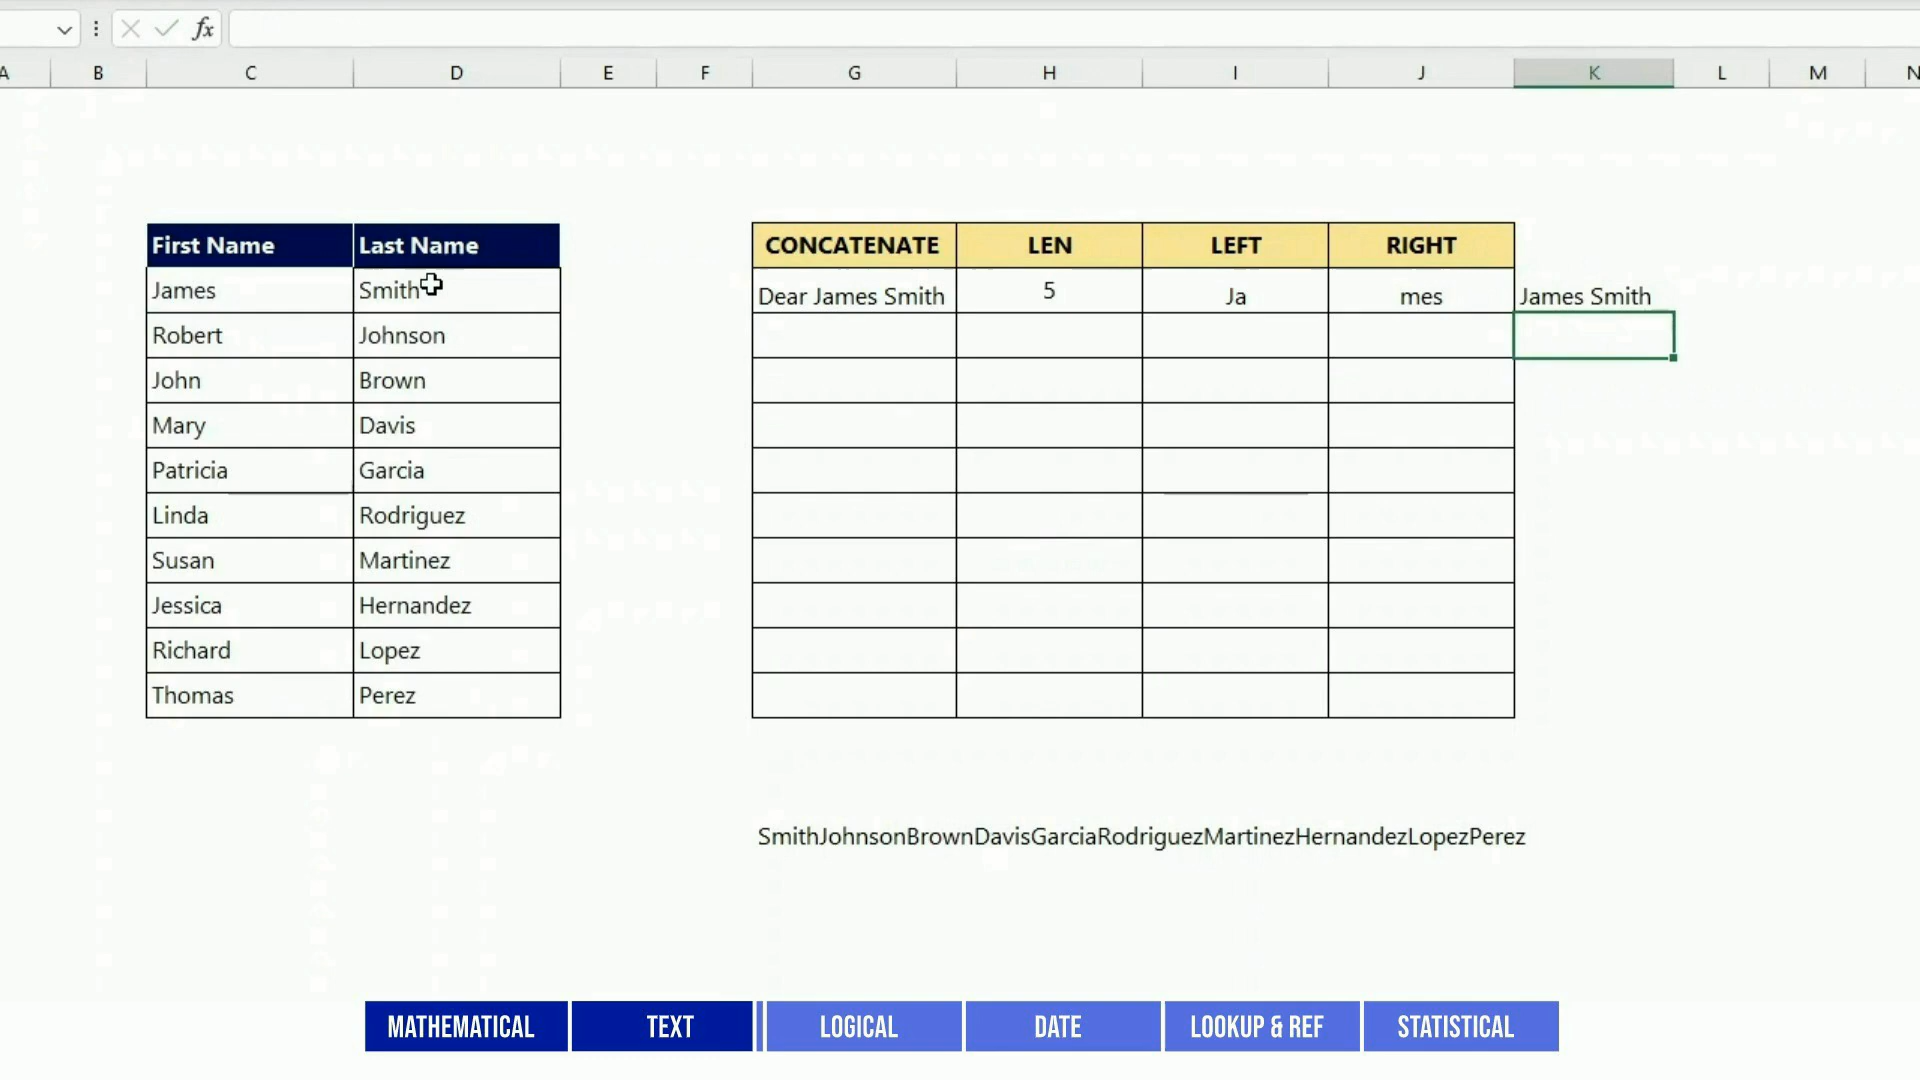 fx
A B C D E F G H I J K L M N
First Name Last Name CONCATENATE LEN LEFT RIGHT
James Smith Dear James Smith 5 Ja mes James Smith
Robert Johnson
John Brown
Mary Davis
Patricia Garcia
Linda Rodriguez
Susan Martinez
Jessica Hernandez
Richard Lopez
Thomas Perez
SmithJohnsonBrownDavisGarciaRodriguezMartinezHernandezLopezPerez
MATHEMATICAL TEXT LOGICAL DATE LOOKUP & REF STATISTICAL